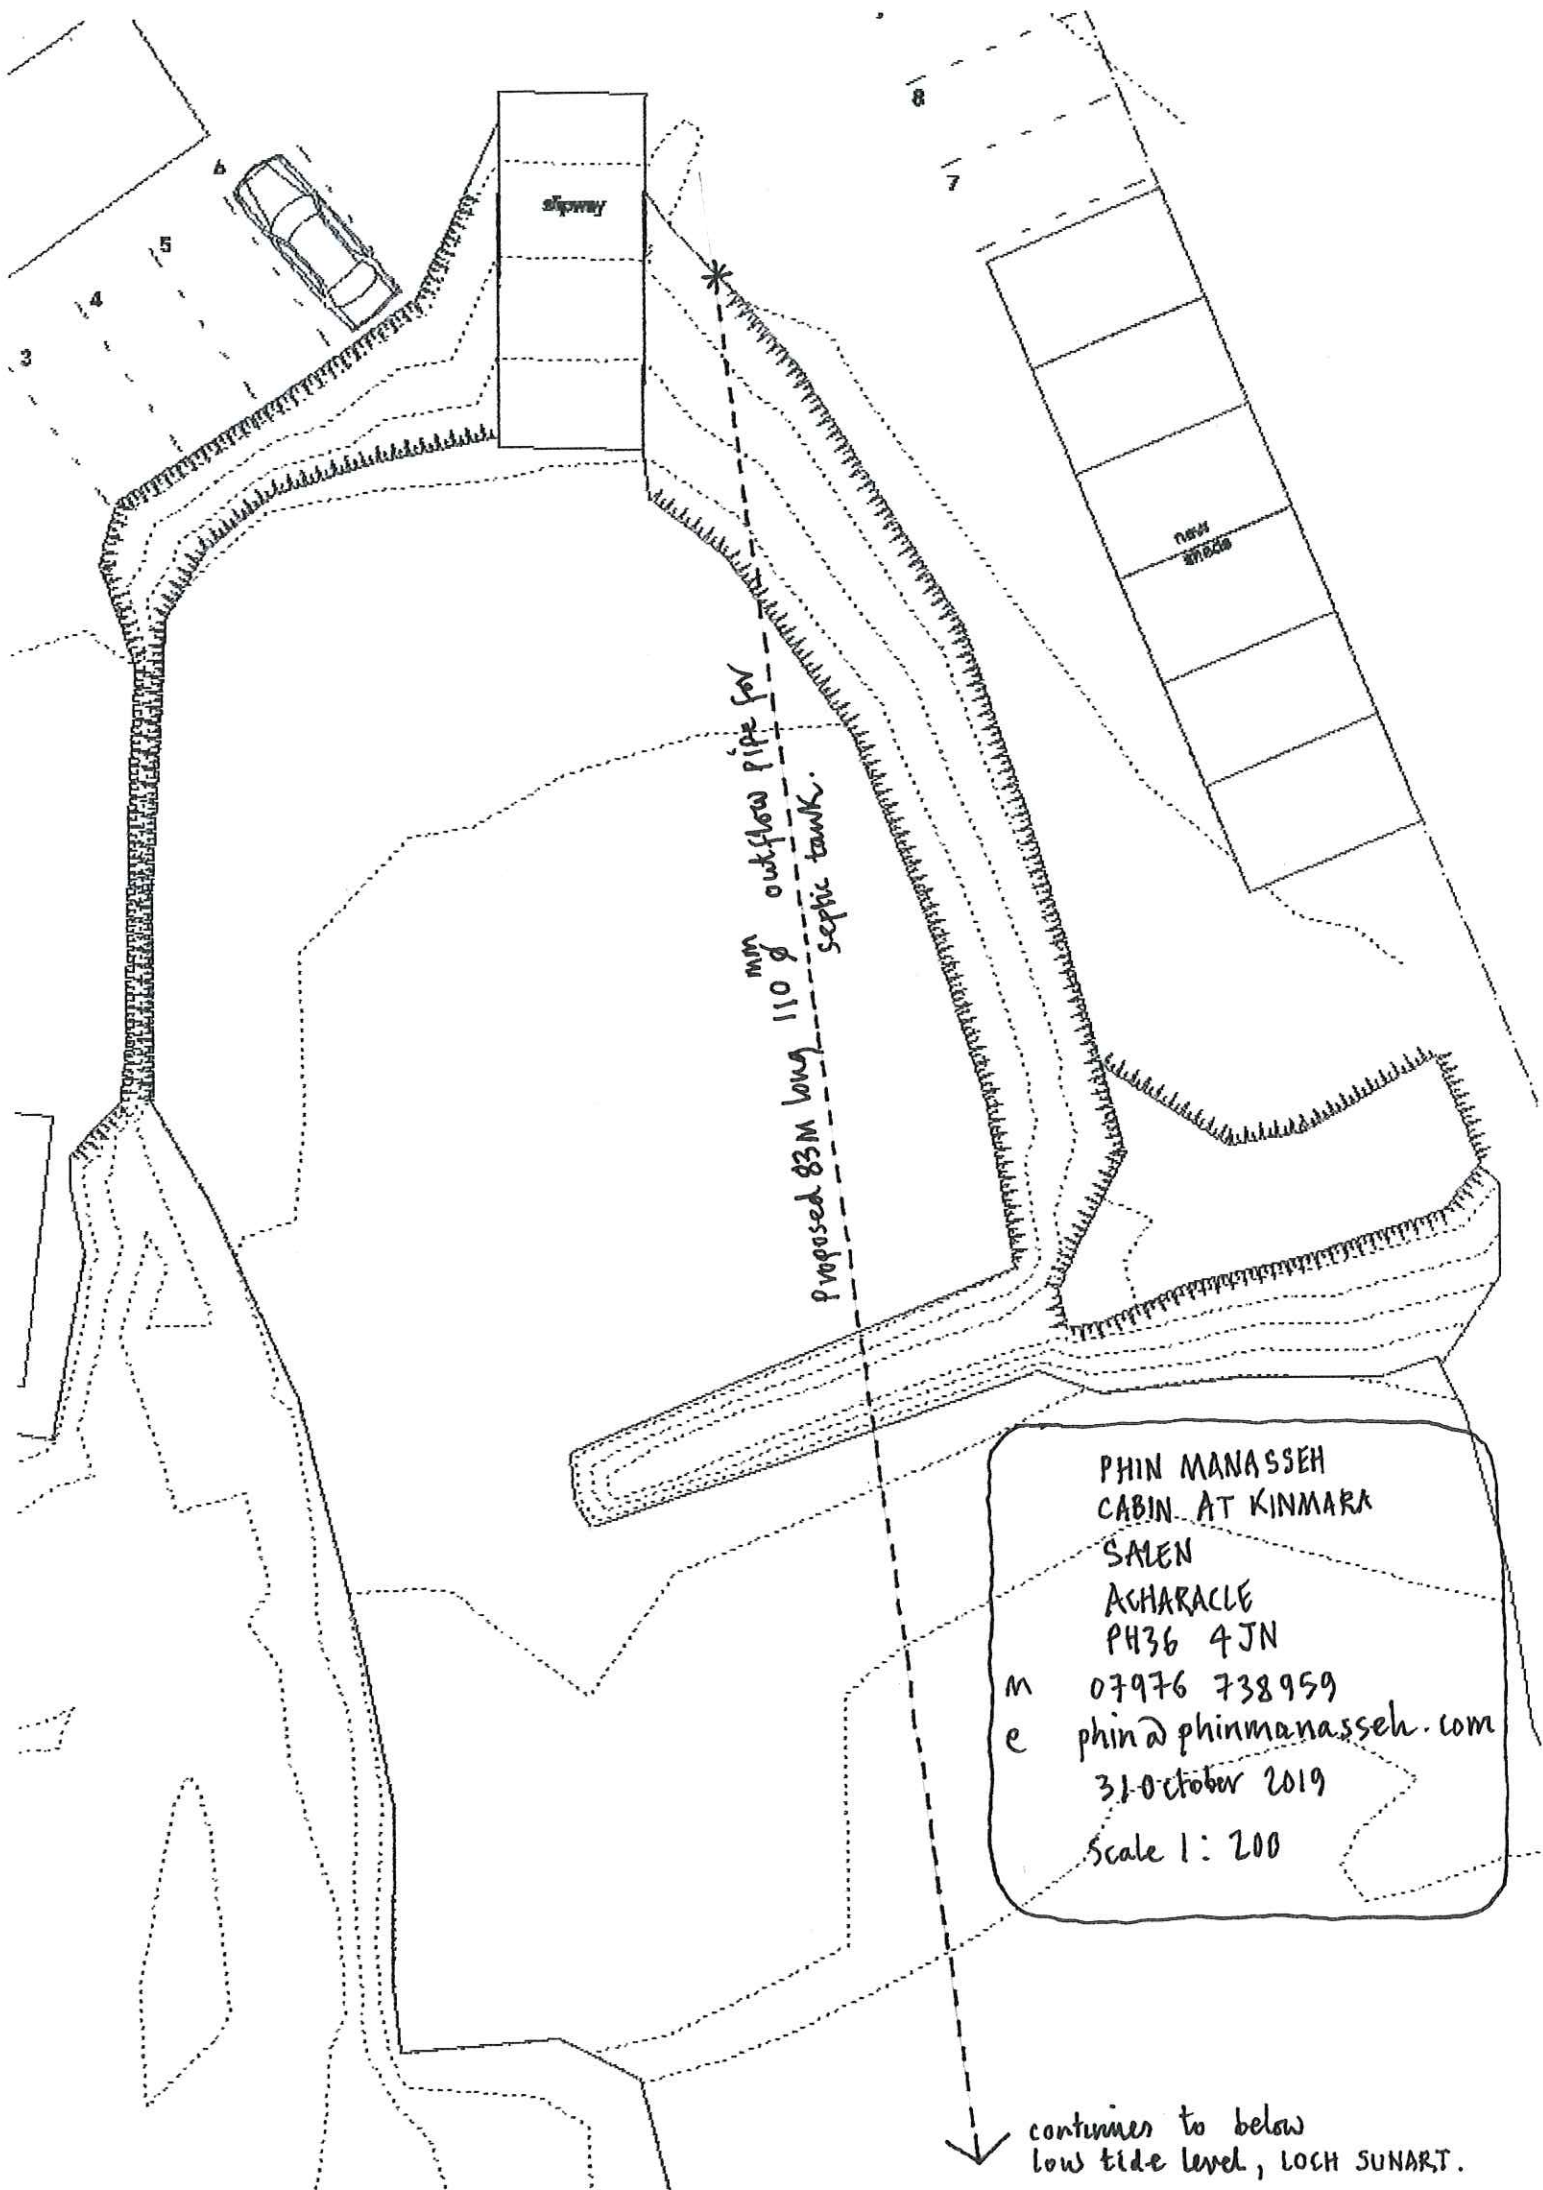 8
7
6
5
4
3
new
sheds
Proposed 83M long 110 mm ø outflow pipe for
septic tank.
PHIN MANASSEH
CABIN AT KINMARA
SALEN
ACHARACLE
PH36 4JN
m 07976 738959
e phin@phinmanasseh.com
31 October 2019
Scale 1: 200
continues to below
low tide level, LOCH SUNART.